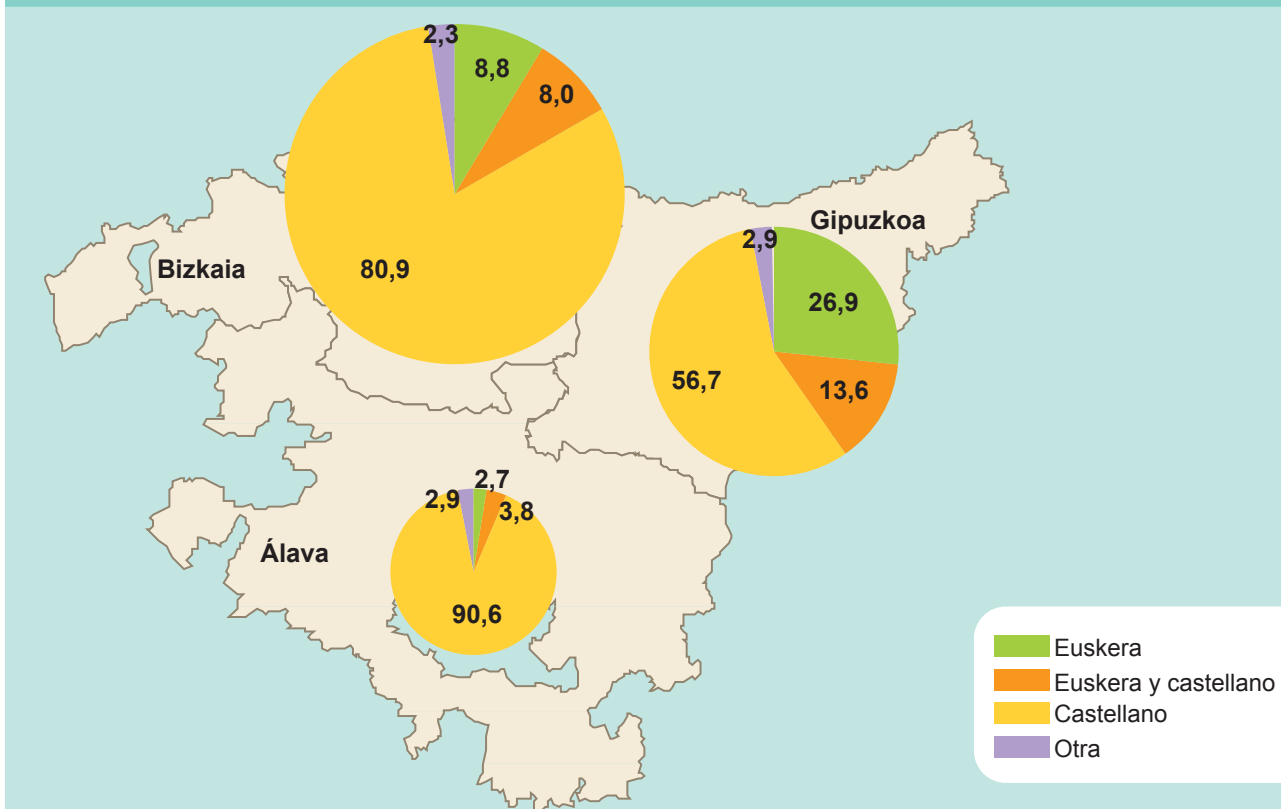 2,3
8,8
8,0
80,9
Bizkaia
Gipuzkoa
2,9
26,9
56,7
13,6
2,7
2,9
3,8
Álava
90,6
Euskera
Euskera y castellano
Castellano
Otra